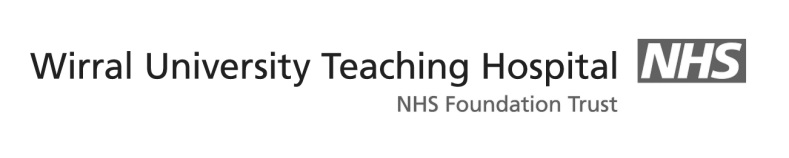 Wirral University Teaching Hospital NHS
NHS Foundation Trust